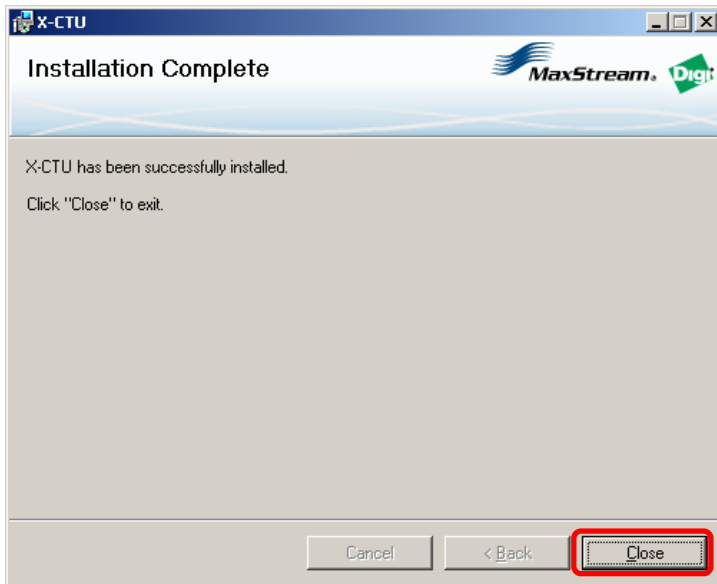 X-CTU
Installation Complete
MaxStream.
Digi
X-CTU has been successfully installed.
Click "Close" to exit.
Cancel
< Back
Close